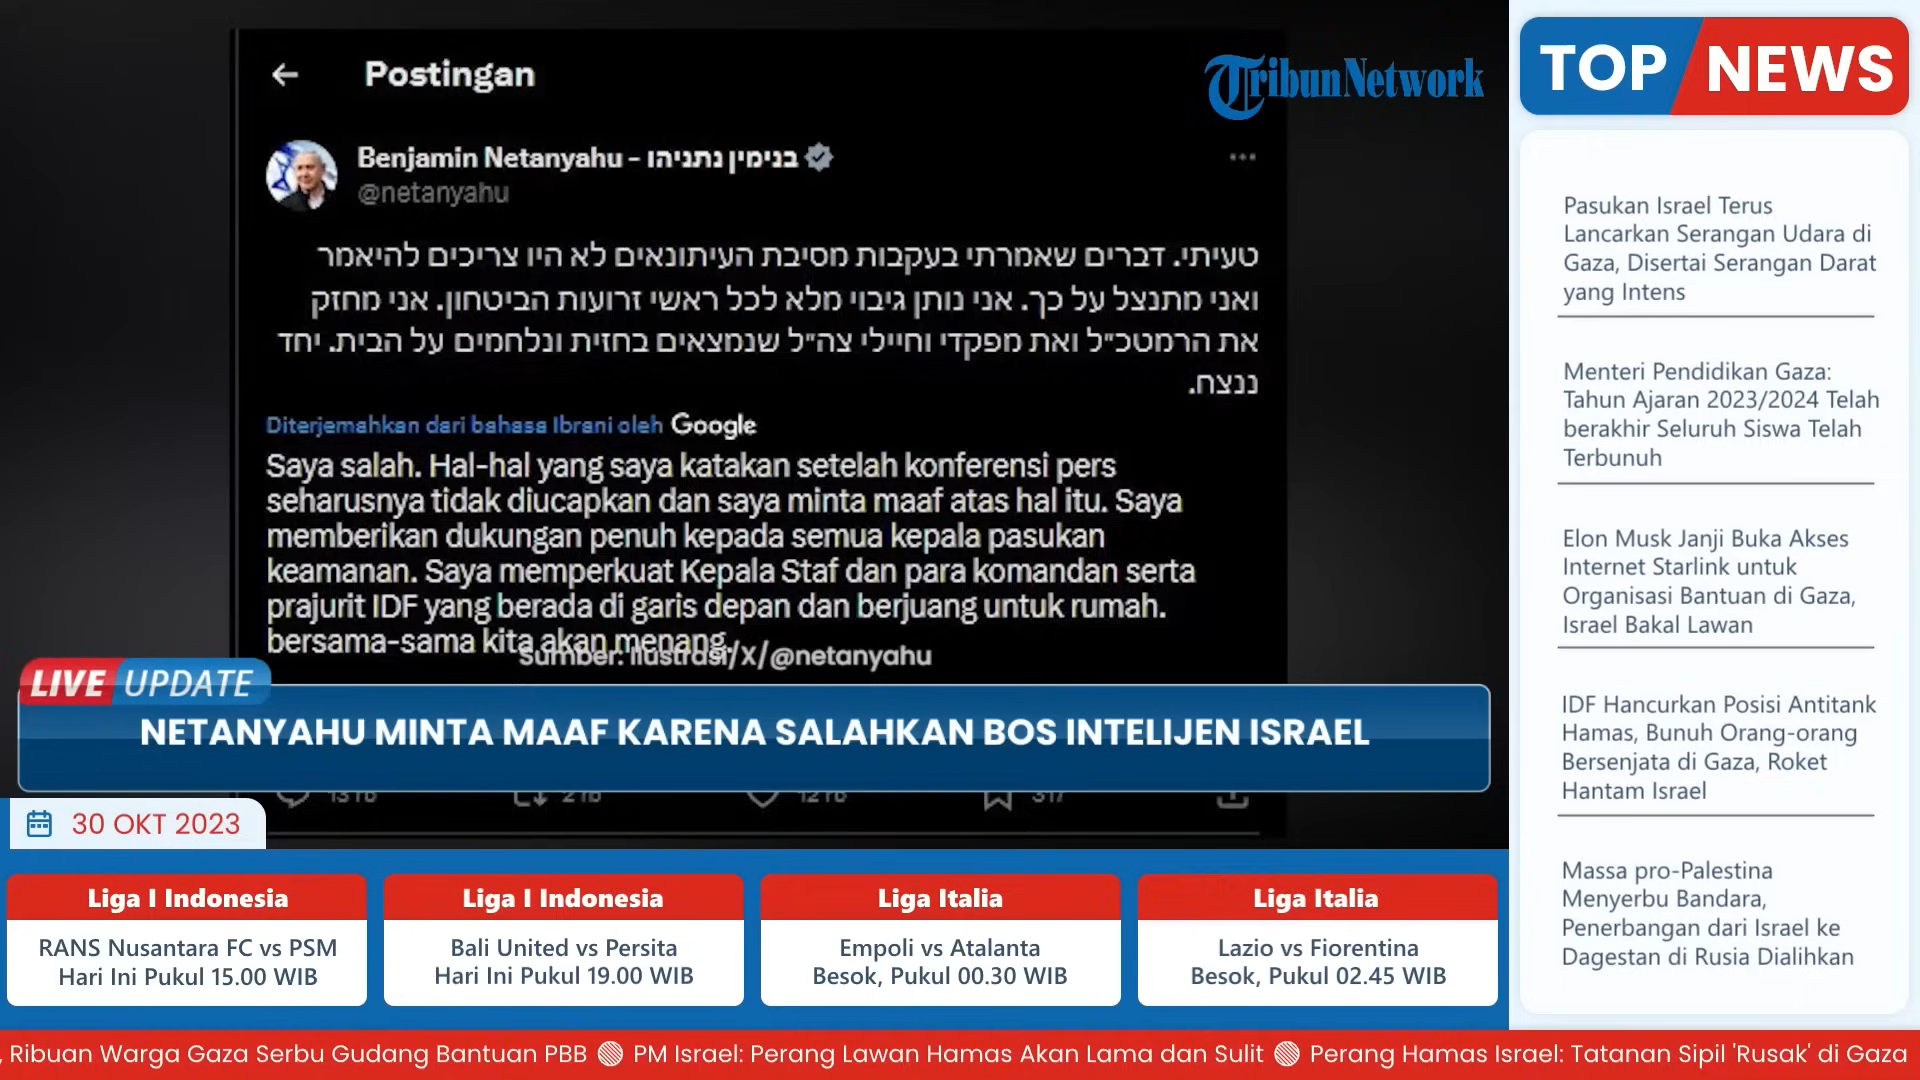 Postingan
TribunNetwork
Benjamin Netanyahu - בנימין נתניהו
@netanyahu
טעיתי. דברים שאמרתי בעקבות מסיבת העיתונאים לא היו צריכים להיאמר
ואני מתנצל על כך. אני נותן גיבוי מלא לכל ראשי זרועות הביטחון. אני מחזק
את הרמטכ״ל ואת מפקדי וחיילי צה״ל שנמצאים בחזית ונלחמים על הבית. יחד
ננצח.
Diterjemahkan dari bahasa Ibrani oleh Google
Saya salah. Hal-hal yang saya katakan setelah konferensi pers
seharusnya tidak diucapkan dan saya minta maaf atas hal itu. Saya
memberikan dukungan penuh kepada semua kepala pasukan
keamanan. Saya memperkuat Kepala Staf dan para komandan serta
prajurit IDF yang berada di garis depan dan berjuang untuk rumah.
bersama-sama kita akan menang.
Sumber: Ilustrasi/X/@netanyahu
LIVE UPDATE
NETANYAHU MINTA MAAF KARENA SALAHKAN BOS INTELIJEN ISRAEL
30 OKT 2023
Liga I Indonesia
RANS Nusantara FC vs PSM
Hari Ini Pukul 15.00 WIB
Liga I Indonesia
Bali United vs Persita
Hari Ini Pukul 19.00 WIB
Liga Italia
Empoli vs Atalanta
Besok, Pukul 00.30 WIB
Liga Italia
Lazio vs Fiorentina
Besok, Pukul 02.45 WIB
TOP NEWS
Pasukan Israel Terus
Lancarkan Serangan Udara di
Gaza, Disertai Serangan Darat
yang Intens
Menteri Pendidikan Gaza:
Tahun Ajaran 2023/2024 Telah
berakhir Seluruh Siswa Telah
Terbunuh
Elon Musk Janji Buka Akses
Internet Starlink untuk
Organisasi Bantuan di Gaza,
Israel Bakal Lawan
IDF Hancurkan Posisi Antitank
Hamas, Bunuh Orang-orang
Bersenjata di Gaza, Roket
Hantam Israel
Massa pro-Palestina
Menyerbu Bandara,
Penerbangan dari Israel ke
Dagestan di Rusia Dialihkan
, Ribuan Warga Gaza Serbu Gudang Bantuan PBB PM Israel: Perang Lawan Hamas Akan Lama dan Sulit Perang Hamas Israel: Tatanan Sipil 'Rusak' di Gaza